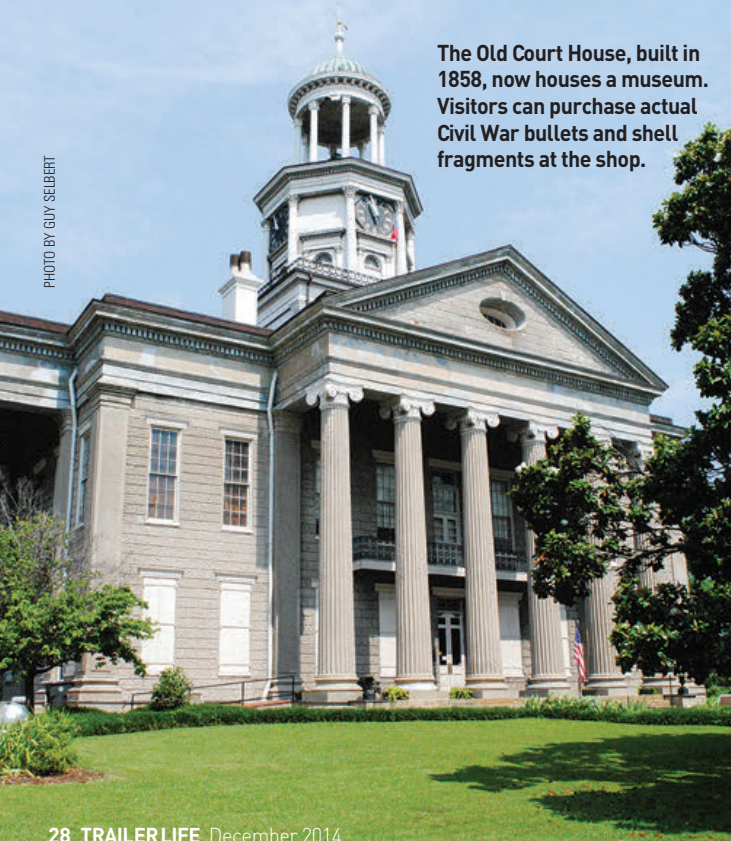 The Old Court House, built in
1858, now houses a museum.
Visitors can purchase actual
Civil War bullets and shell
fragments at the shop.
PHOTO BY GUY SELBERT
28 TRAILER LIFE December 2014